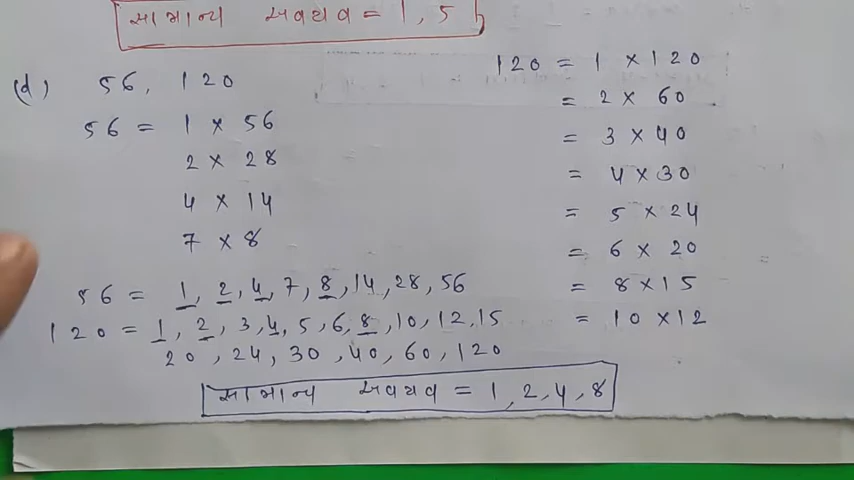 સામાન્ય અવયવ = 1, 5
(d) 56, 120
56 = 1 × 56
2 × 28
4 × 14
7 × 8
120 = 1 × 120
= 2 × 60
= 3 × 40
= 4 × 30
= 5 × 24
= 6 × 20
= 8 × 15
= 10 × 12
56 = 1, 2, 4, 7, 8, 14, 28, 56
120 = 1, 2, 3, 4, 5, 6, 8, 10, 12, 15
20, 24, 30, 40, 60, 120
સામાન્ય અવયવ = 1, 2, 4, 8